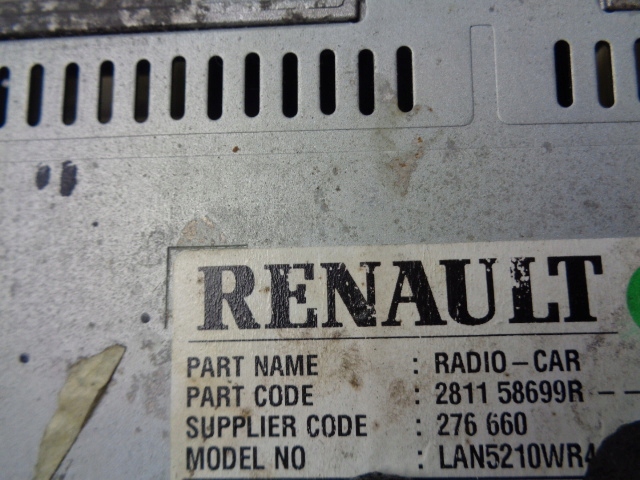 RENAULT
PART NAME : RADIO-CAR
PART CODE : 2811 58699R --
SUPPLIER CODE : 276 660
MODEL NO : LAN5210WR4